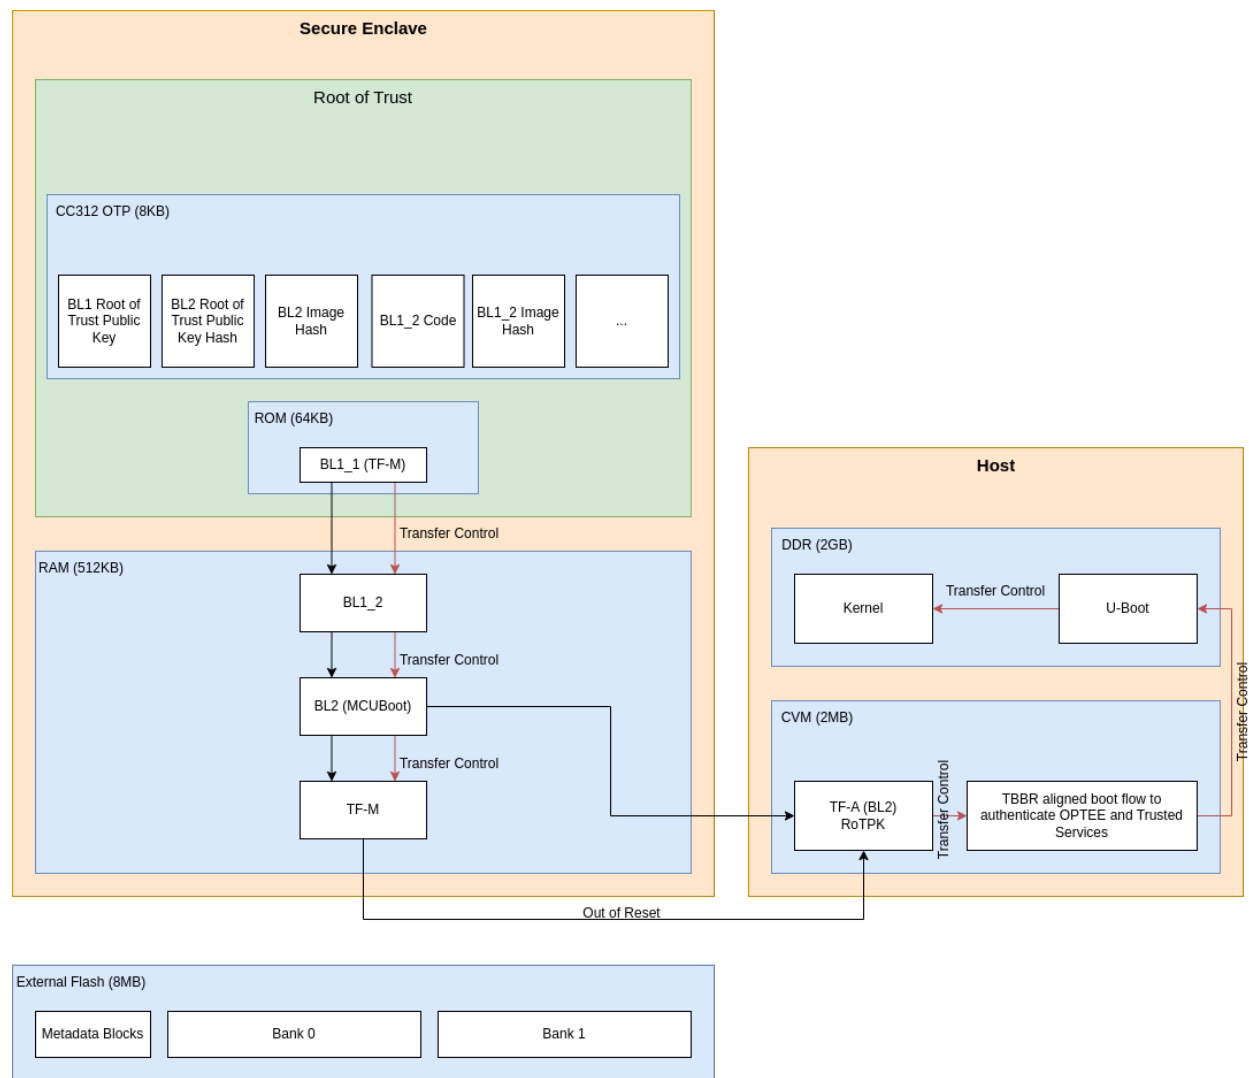 Secure Enclave
Root of Trust
CC312 OTP (8KB)
BL1 Root of
Trust Public
Key
BL2 Root of
Trust Public
Key Hash
BL2 Image
Hash
BL1_2 Code
BL1_2 Image
Hash
...
ROM (64KB)
BL1_1 (TF-M)
Transfer Control
RAM (512KB)
BL1_2
Transfer Control
BL2 (MCUBoot)
Transfer Control
TF-M
Out of Reset
Host
DDR (2GB)
Kernel
Transfer Control
U-Boot
Transfer Control
CVM (2MB)
TF-A (BL2)
RoTPK
Transfer Control
TBBR aligned boot flow to
authenticate OPTEE and Trusted
Services
External Flash (8MB)
Metadata Blocks
Bank 0
Bank 1